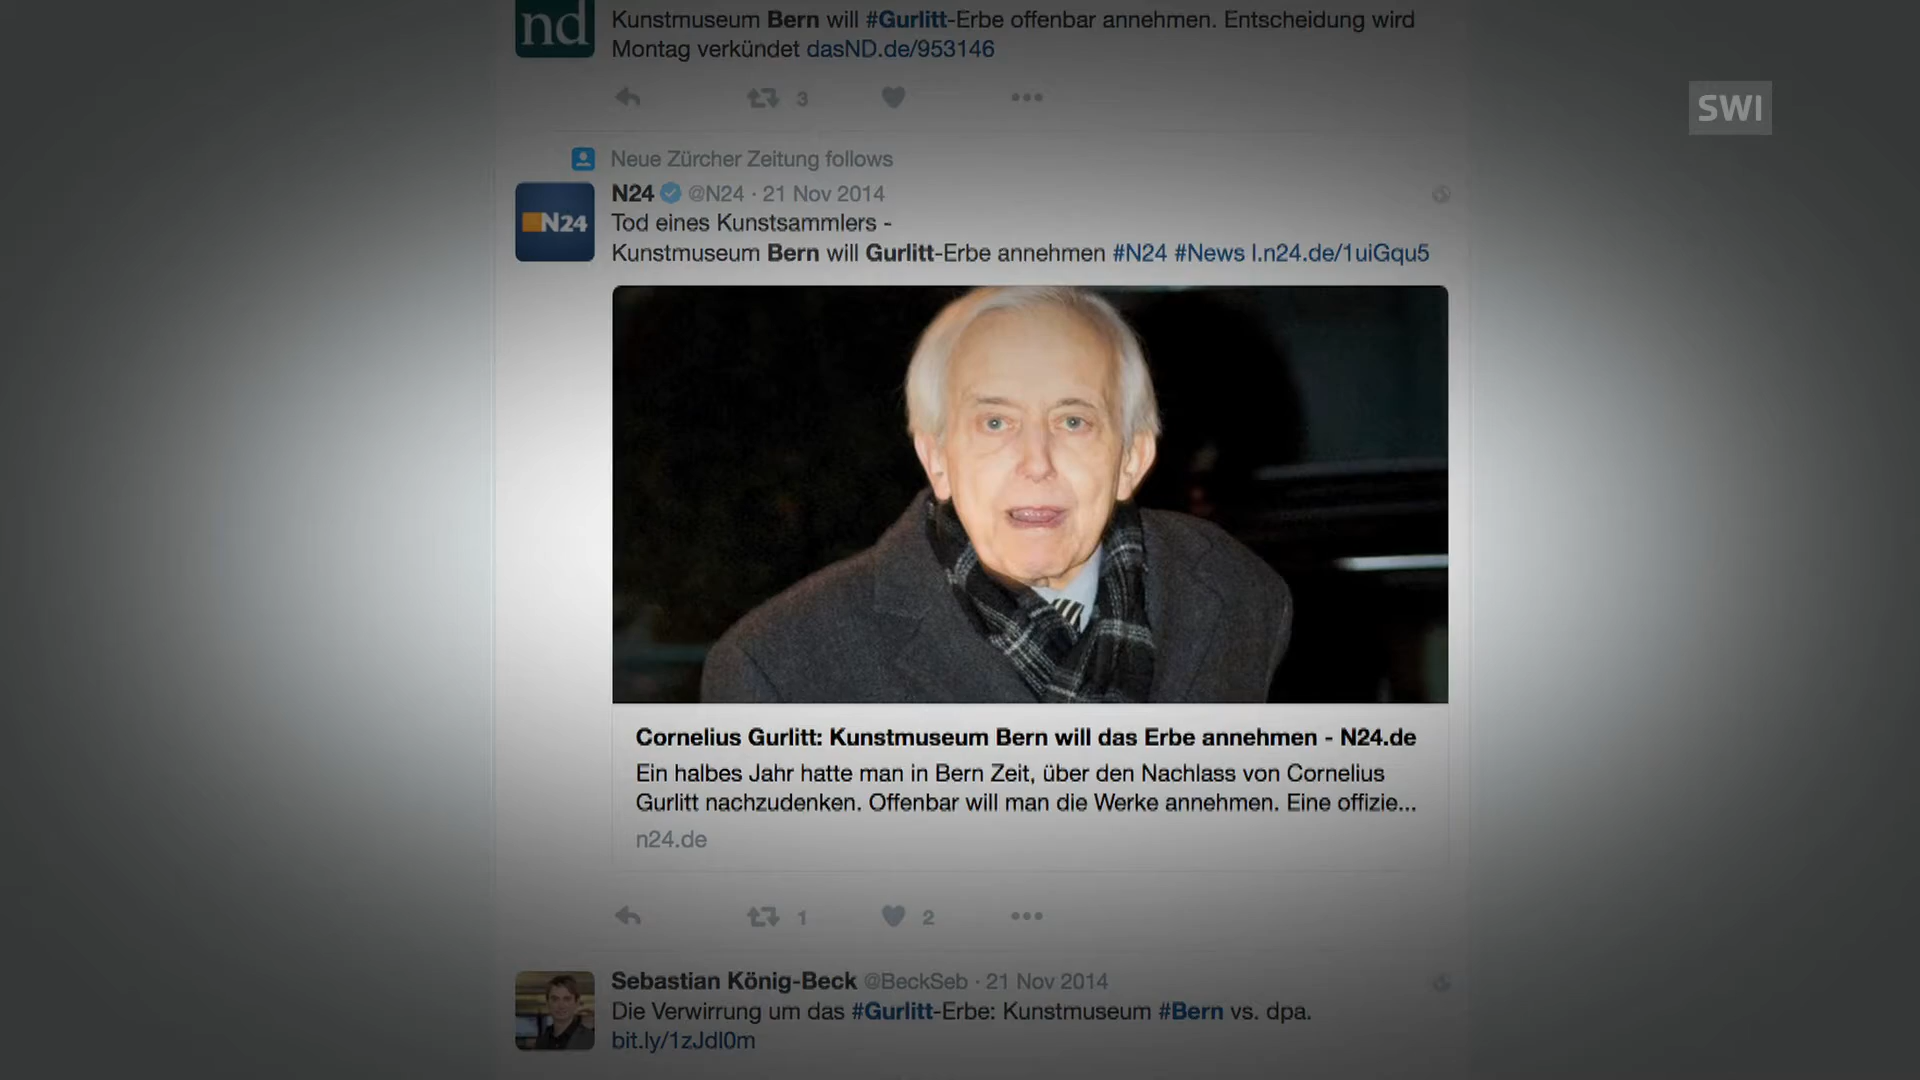 nd
Kunstmuseum Bern will #Gurlitt-Erbe offenbar annehmen. Entscheidung wird
Montag verkündet dasND.de/953146
3
SWI
Neue Zürcher Zeitung follows
N24 @N24 · 21 Nov 2014
N24
Tod eines Kunstsammlers -
Kunstmuseum Bern will Gurlitt-Erbe annehmen #N24 #News l.n24.de/1uiGqu5
Cornelius Gurlitt: Kunstmuseum Bern will das Erbe annehmen - N24.de
Ein halbes Jahr hatte man in Bern Zeit, über den Nachlass von Cornelius
Gurlitt nachzudenken. Offenbar will man die Werke annehmen. Eine offizie...
n24.de
1 2
Sebastian König-Beck @BeckSeb · 21 Nov 2014
Die Verwirrung um das #Gurlitt-Erbe: Kunstmuseum #Bern vs. dpa.
bit.ly/1zJdl0m